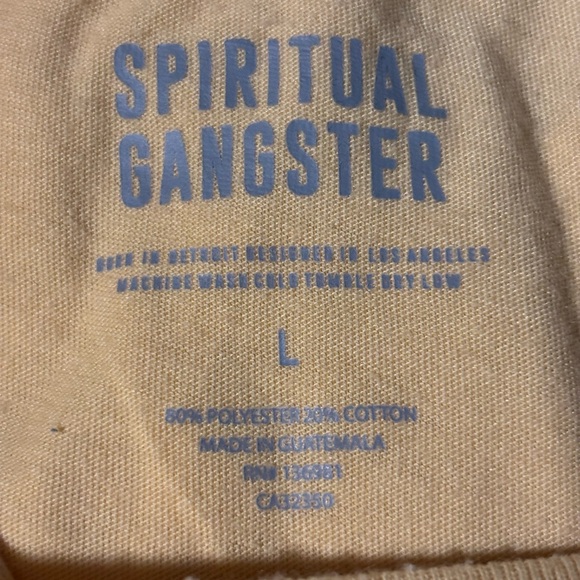 SPIRITUAL
GANGSTER
BORN IN DETROIT DESIGNED IN LOS ANGELES
MACHINE WASH COLD TUMBLE DRY LOW
L
80% POLYESTER 20% COTTON
MADE IN GUATEMALA
RN# 136981
CA32350